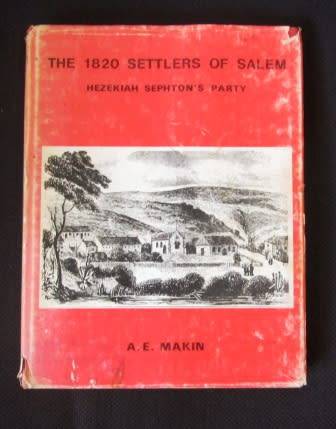 THE 1820 SETTLERS OF SALEM
HEZEKIAH SEPHTON'S PARTY
A.E. MAKIN